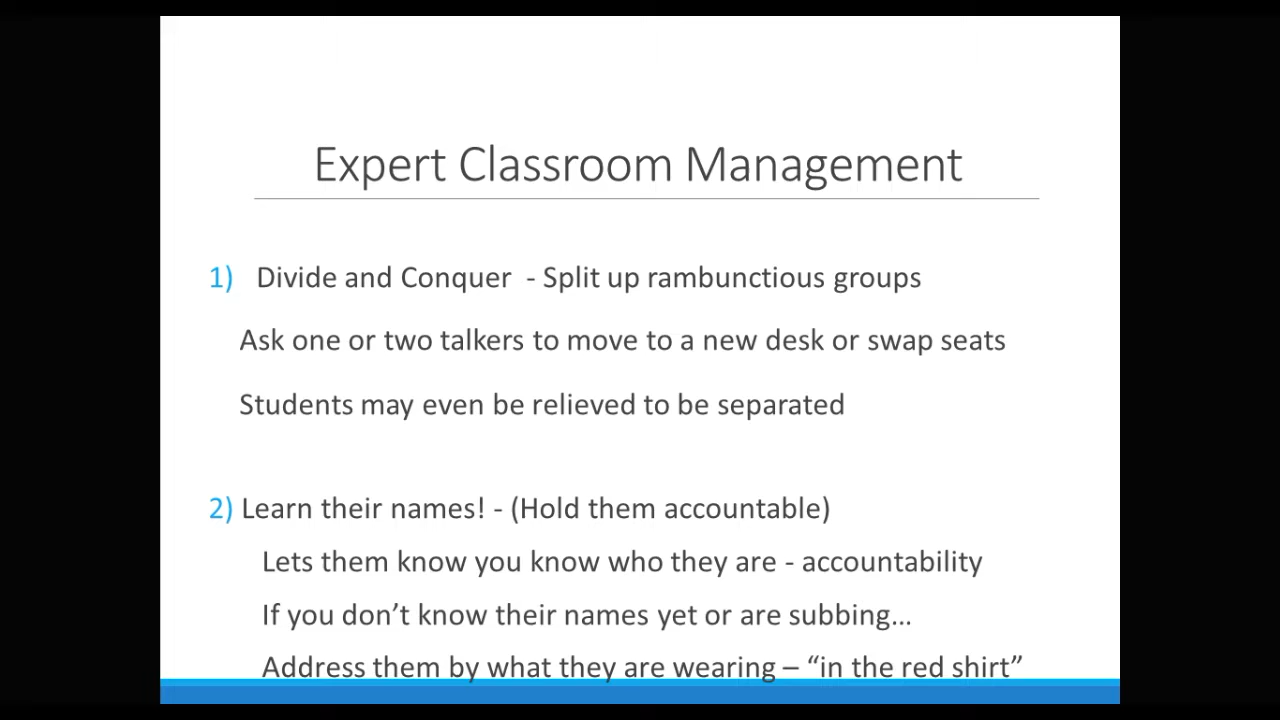 Expert Classroom Management
1) Divide and Conquer - Split up rambunctious groups
Ask one or two talkers to move to a new desk or swap seats
Students may even be relieved to be separated
2) Learn their names! - (Hold them accountable)
Lets them know you know who they are - accountability
If you don’t know their names yet or are subbing…
Address them by what they are wearing – “in the red shirt”